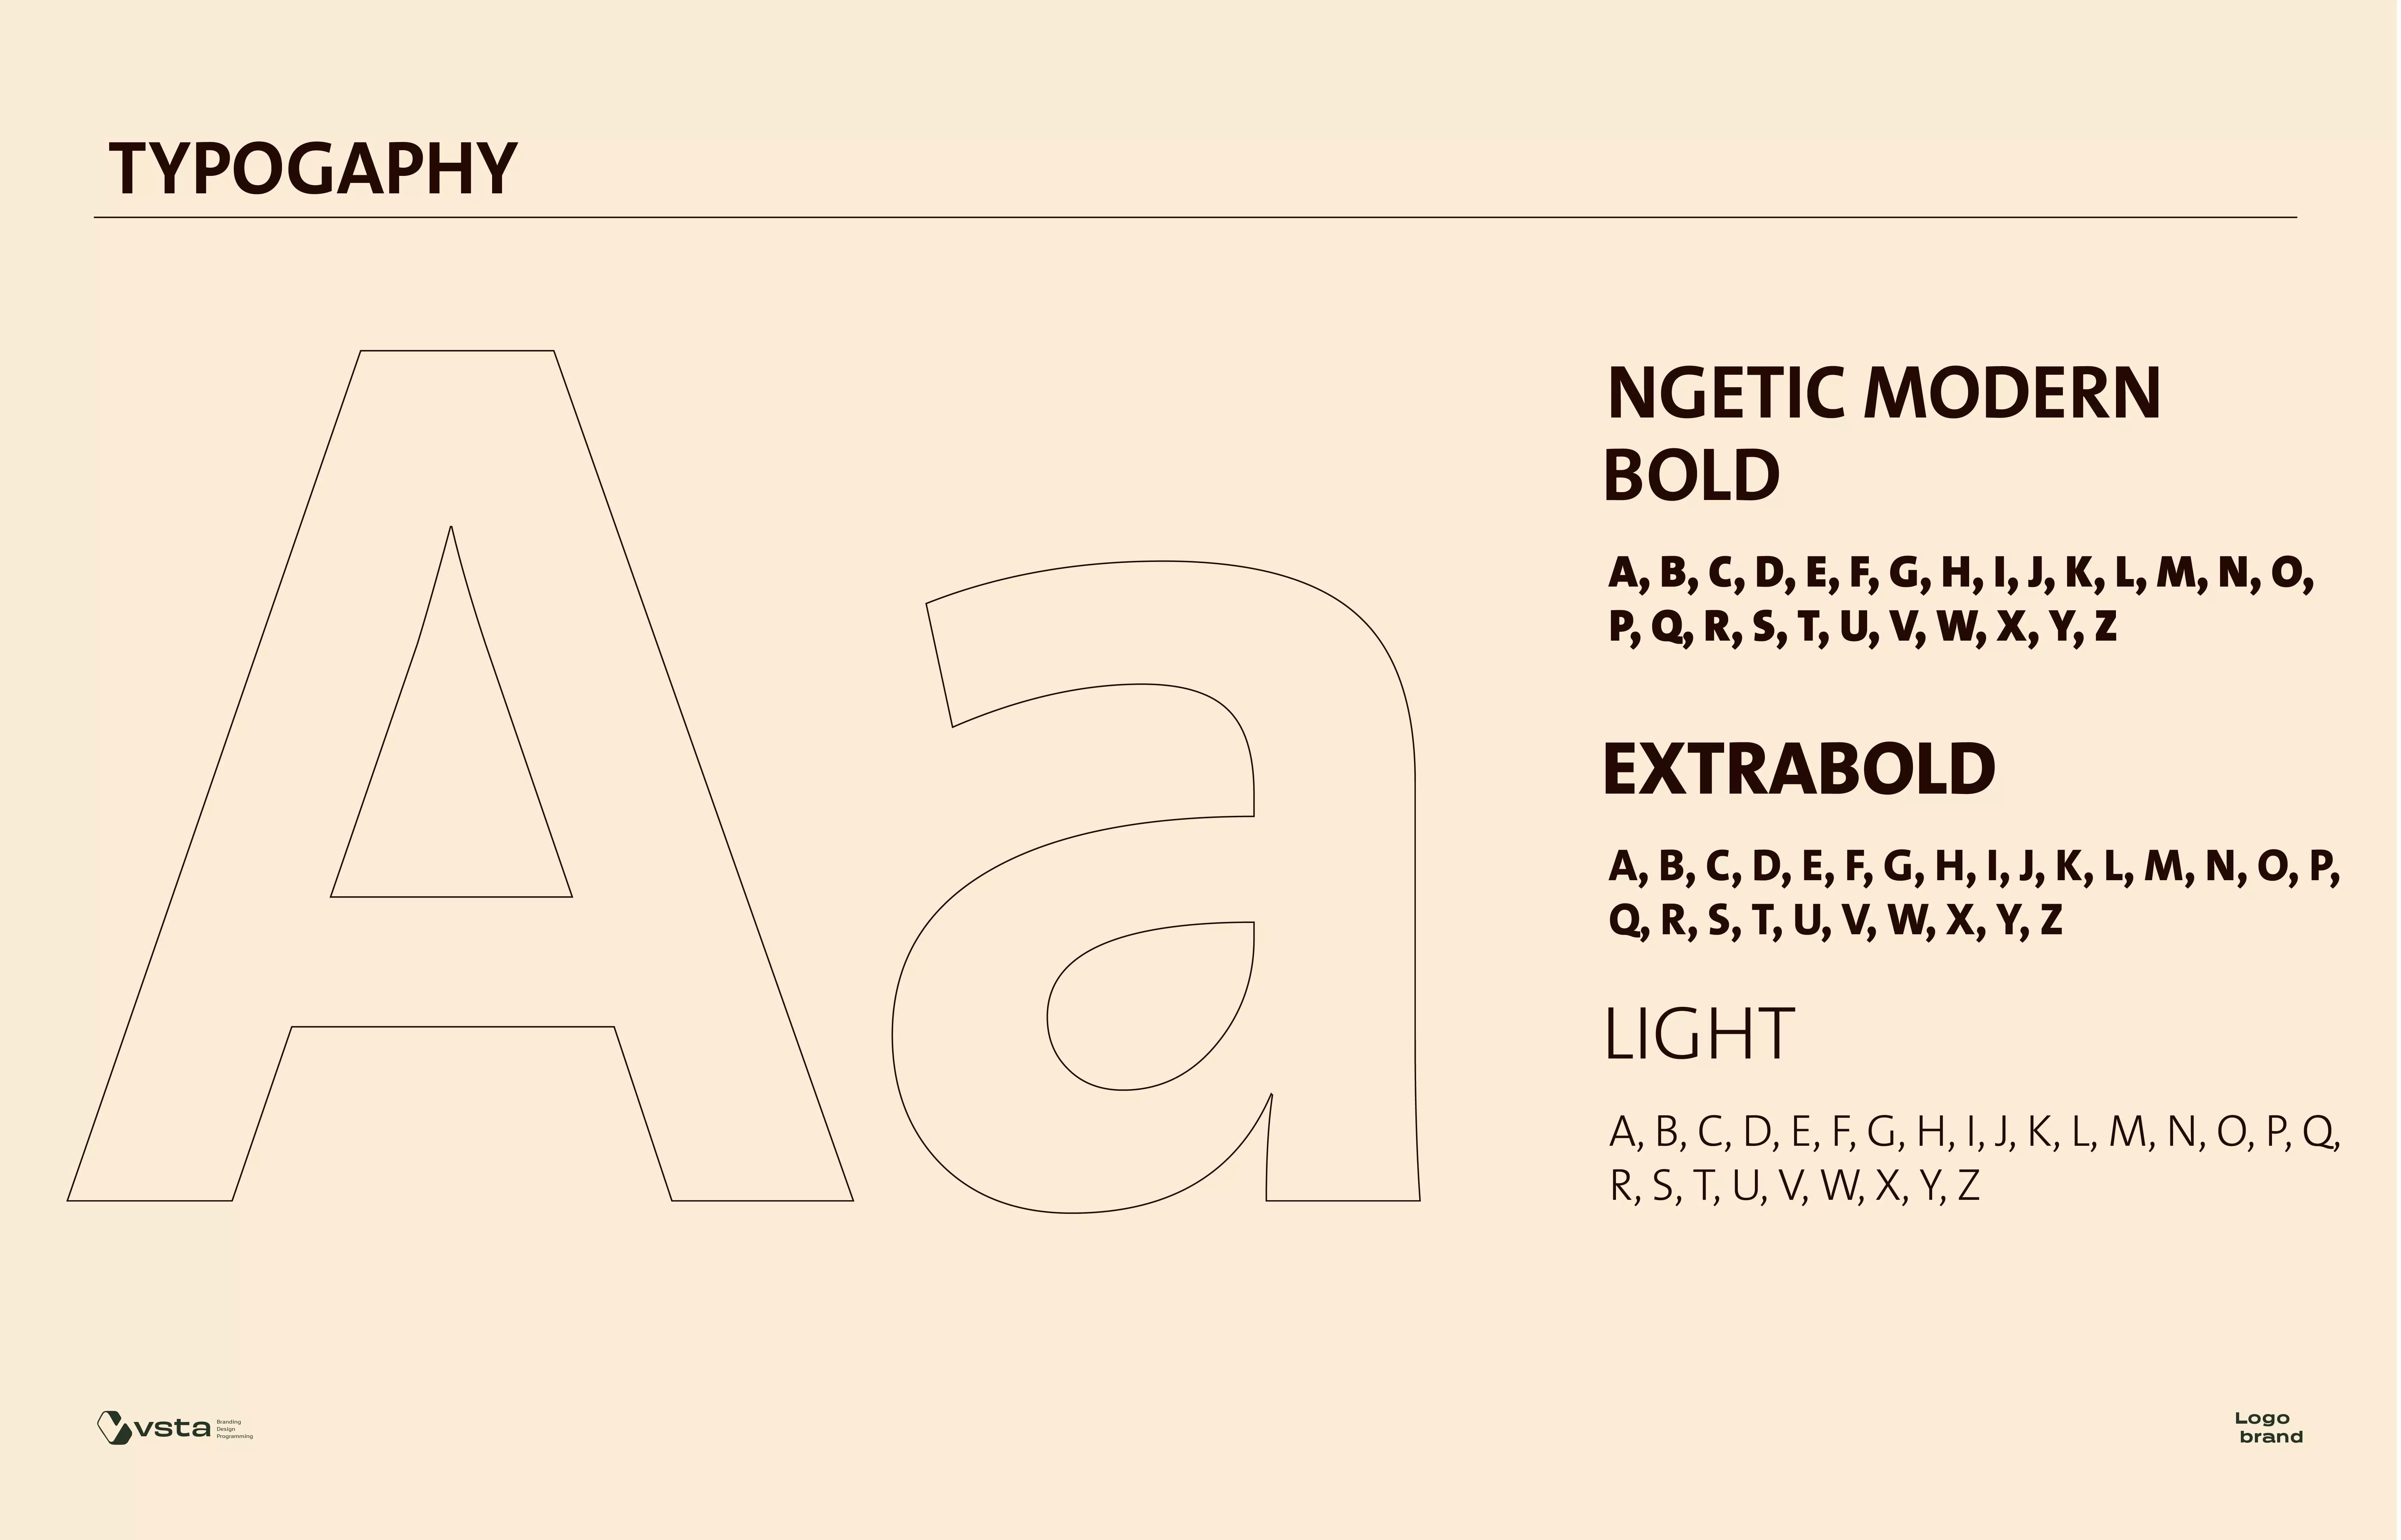 TYPOGAPHY
Aa
NGETIC MODERN
BOLD
A, B, C, D, E, F, G, H, I, J, K, L, M, N, O,
P, Q, R, S, T, U, V, W, X, Y, Z
EXTRABOLD
A, B, C, D, E, F, G, H, I, J, K, L, M, N, O, P,
Q, R, S, T, U, V, W, X, Y, Z
LIGHT
A, B, C, D, E, F, G, H, I, J, K, L, M, N, O, P, Q,
R, S, T, U, V, W, X, Y, Z
vsta
Branding
Design
Programming
Logo
brand